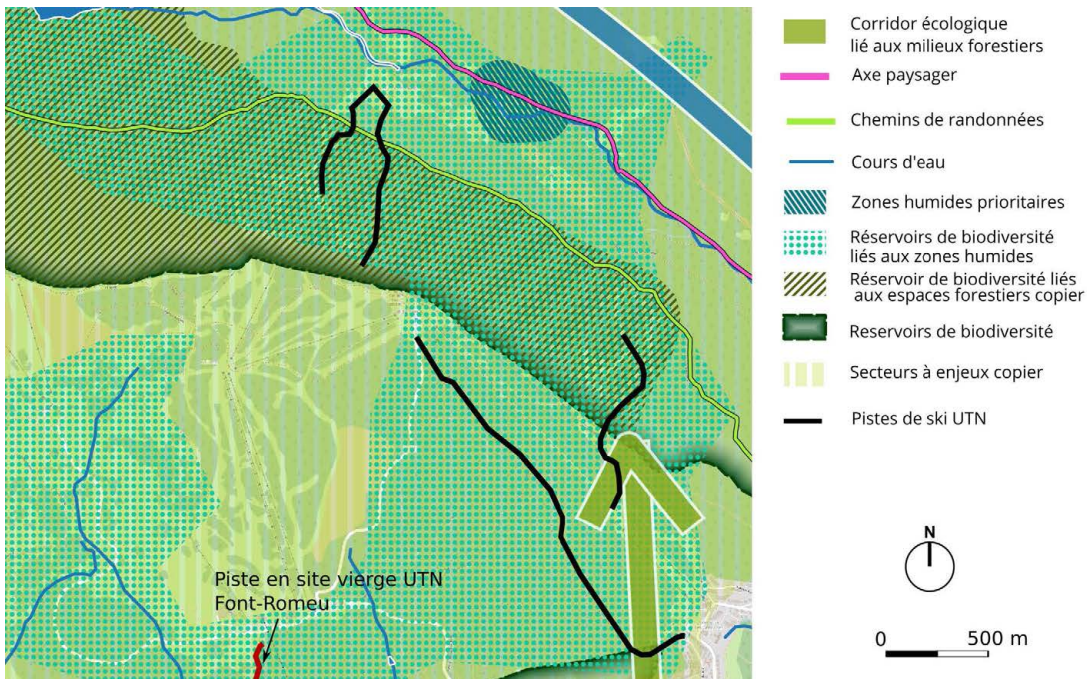 Corridor écologique
lié aux milieux forestiers
Axe paysager
Chemins de randonnées
Cours d'eau
Zones humides prioritaires
Réservoirs de biodiversité
liés aux zones humides
Réservoir de biodiversité liés
aux espaces forestiers copier
Reservoirs de biodiversité
Secteurs à enjeux copier
Pistes de ski UTN
Piste en site vierge UTN
Font-Romeu
N
0 500 m